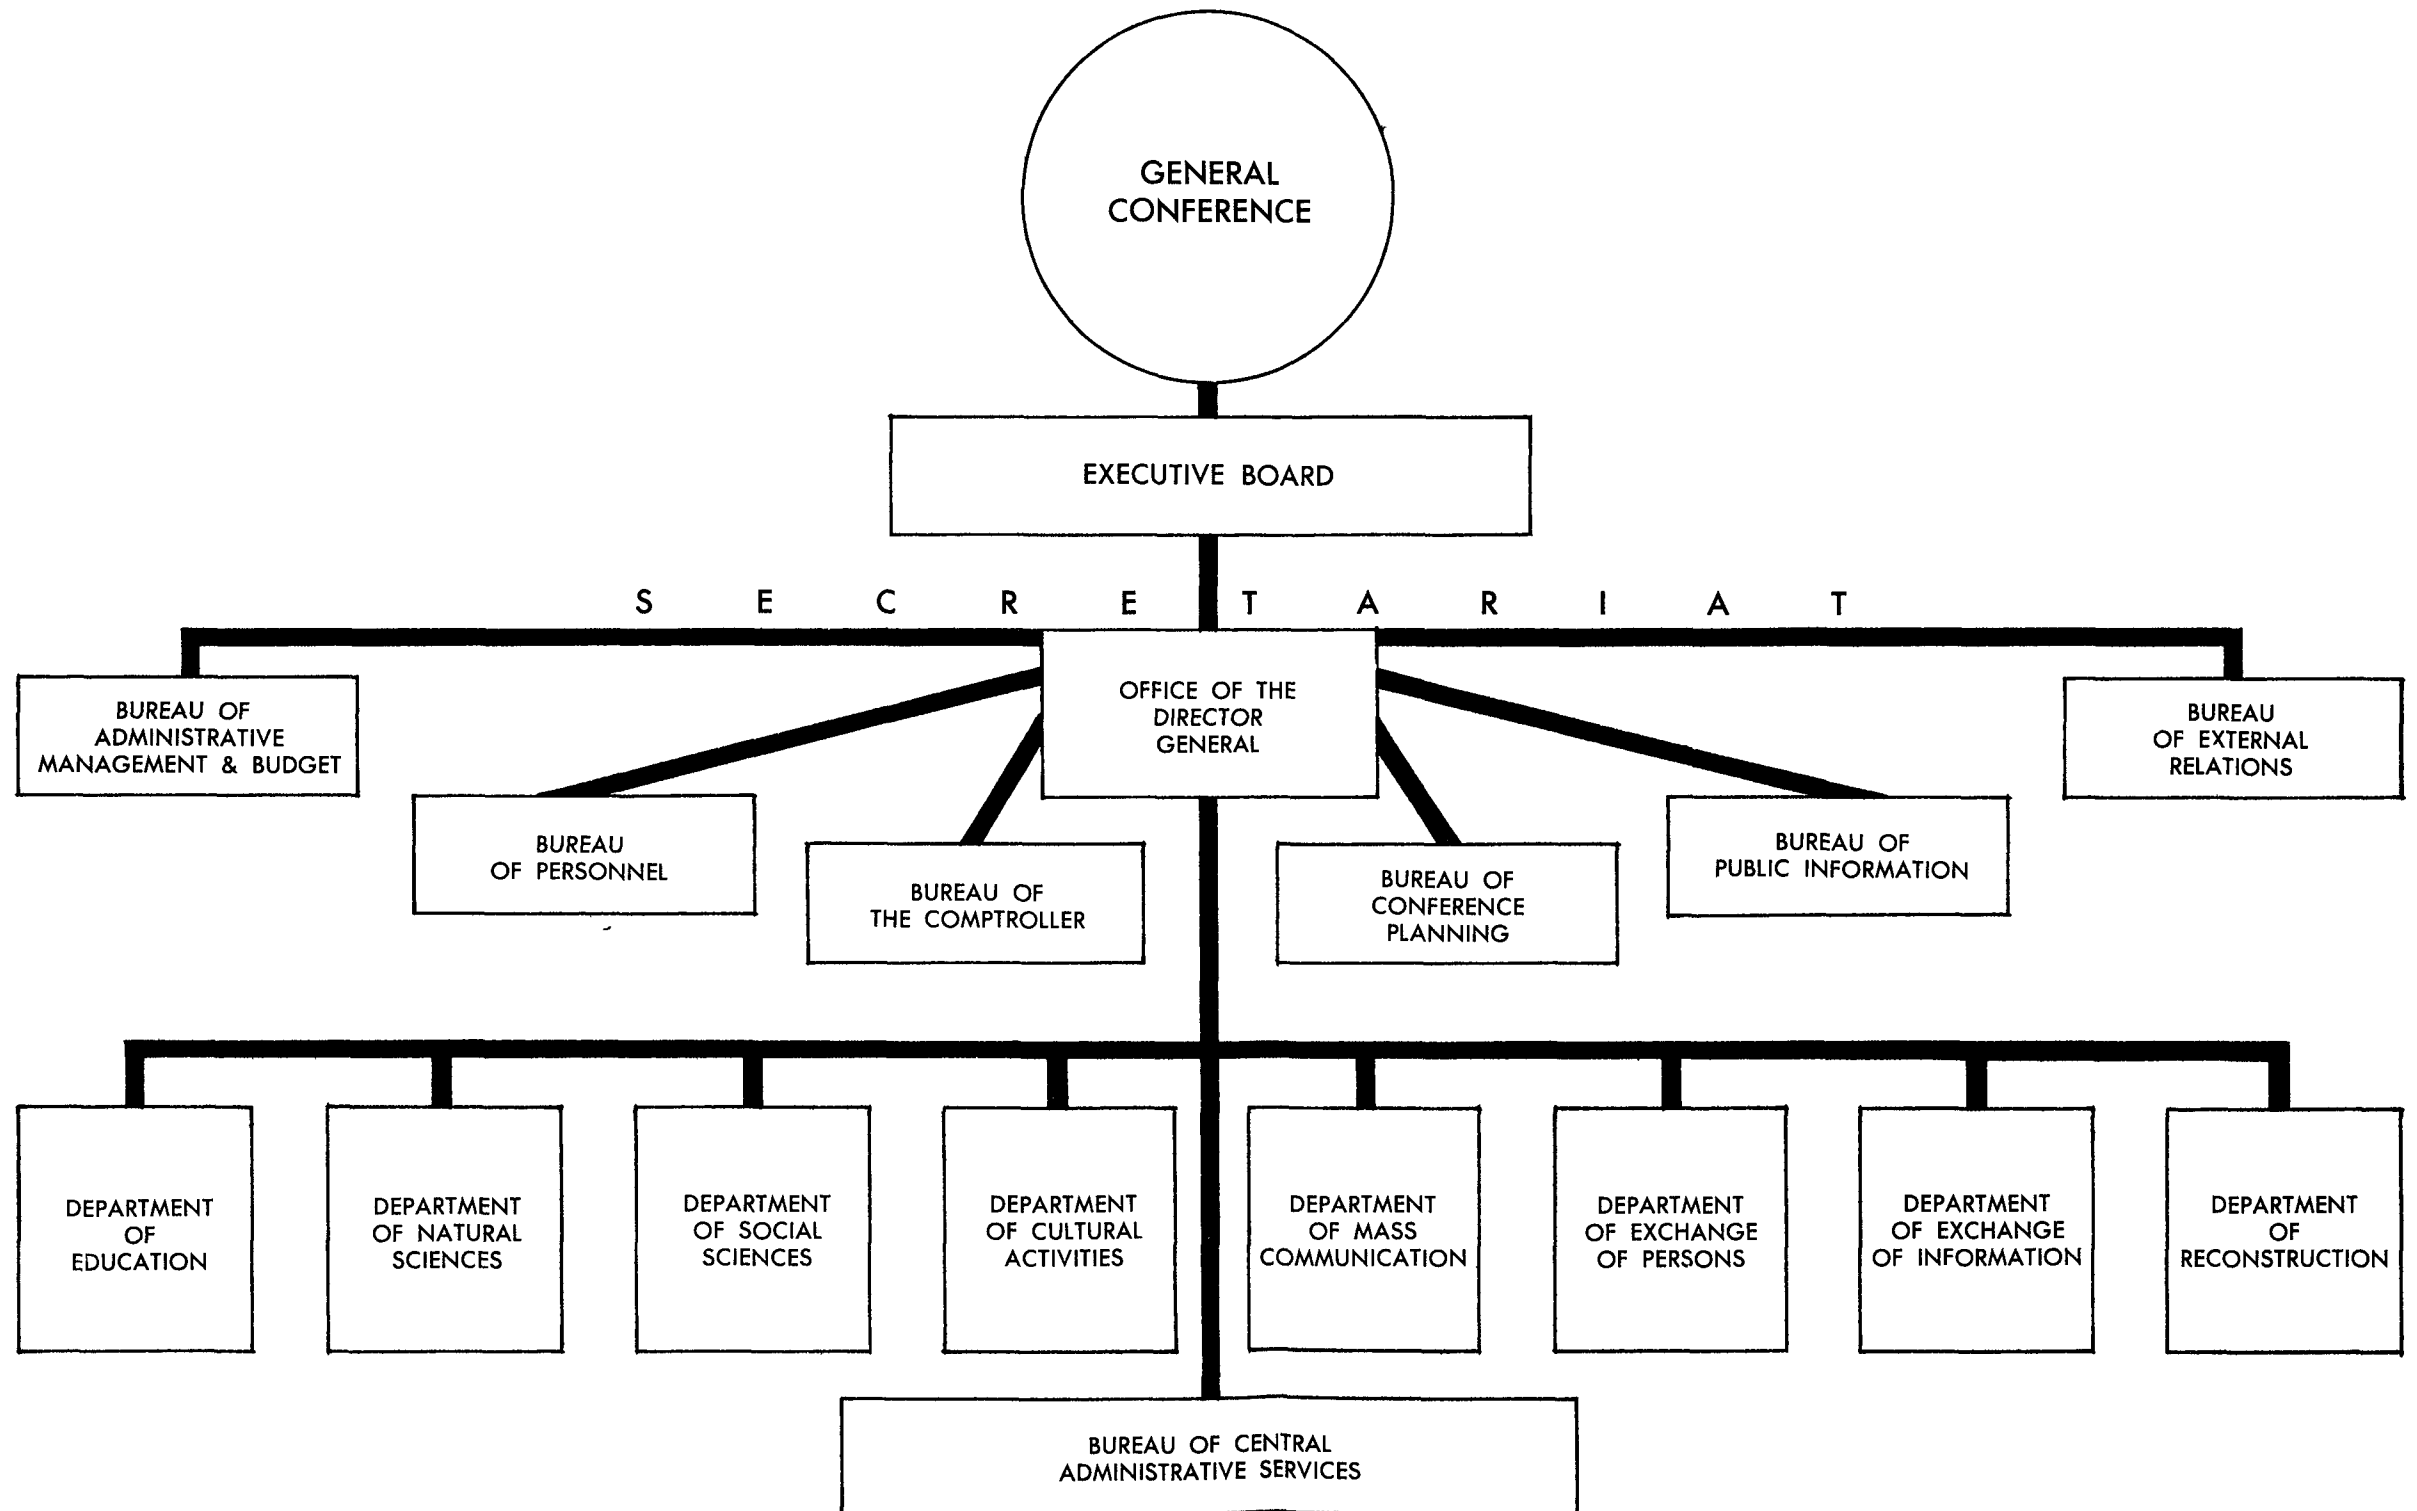 GENERAL
CONFERENCE
EXECUTIVE BOARD
S E C R E T A R I A T
OFFICE OF THE
DIRECTOR
GENERAL
BUREAU OF
ADMINISTRATIVE
MANAGEMENT & BUDGET
BUREAU
OF PERSONNEL
BUREAU OF
THE COMPTROLLER
BUREAU OF
CONFERENCE
PLANNING
BUREAU OF
PUBLIC INFORMATION
BUREAU
OF EXTERNAL
RELATIONS
DEPARTMENT
OF
EDUCATION
DEPARTMENT
OF NATURAL
SCIENCES
DEPARTMENT
OF SOCIAL
SCIENCES
DEPARTMENT
OF CULTURAL
ACTIVITIES
DEPARTMENT
OF MASS
COMMUNICATION
DEPARTMENT
OF EXCHANGE
OF PERSONS
DEPARTMENT
OF EXCHANGE
OF INFORMATION
DEPARTMENT
OF
RECONSTRUCTION
BUREAU OF CENTRAL
ADMINISTRATIVE SERVICES